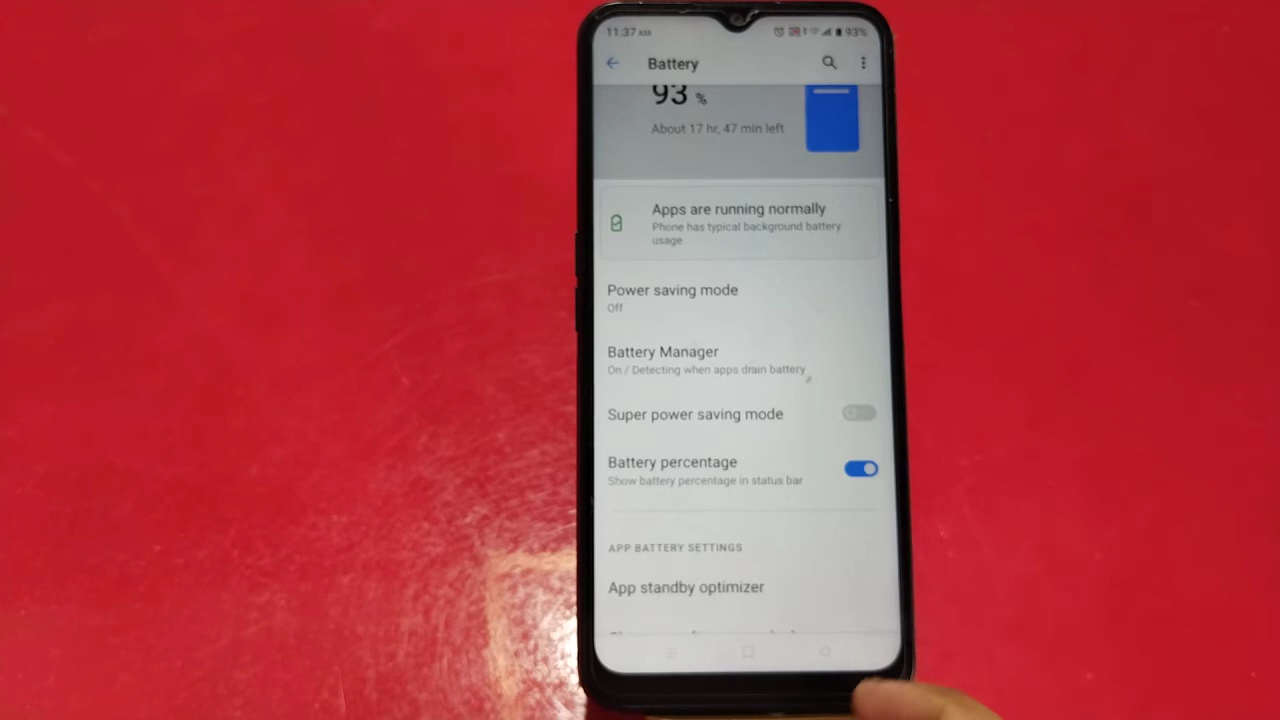 11:37
93%
Battery
93 %
About 17 hr, 47 min left
Apps are running normally
Phone has typical background battery
usage
Power saving mode
Off
Battery Manager
On / Detecting when apps drain battery
Super power saving mode
Battery percentage
Show battery percentage in status bar
APP BATTERY SETTINGS
App standby optimizer